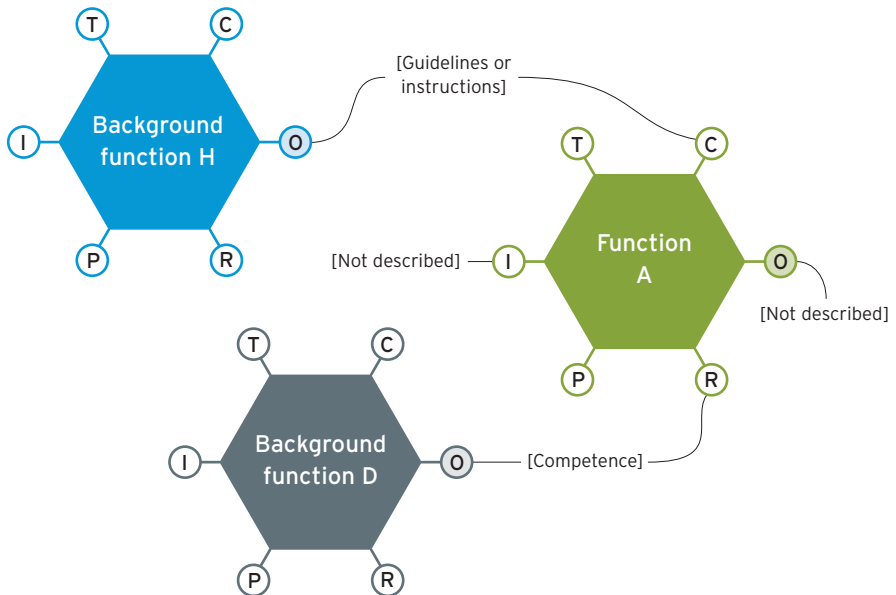 T
C
[Guidelines or
instructions]
Background
function H
I
O
T
C
P
R
Function
A
[Not described]
I
O
[Not described]
T
C
P
R
Background
function D
I
O
[Competence]
P
R